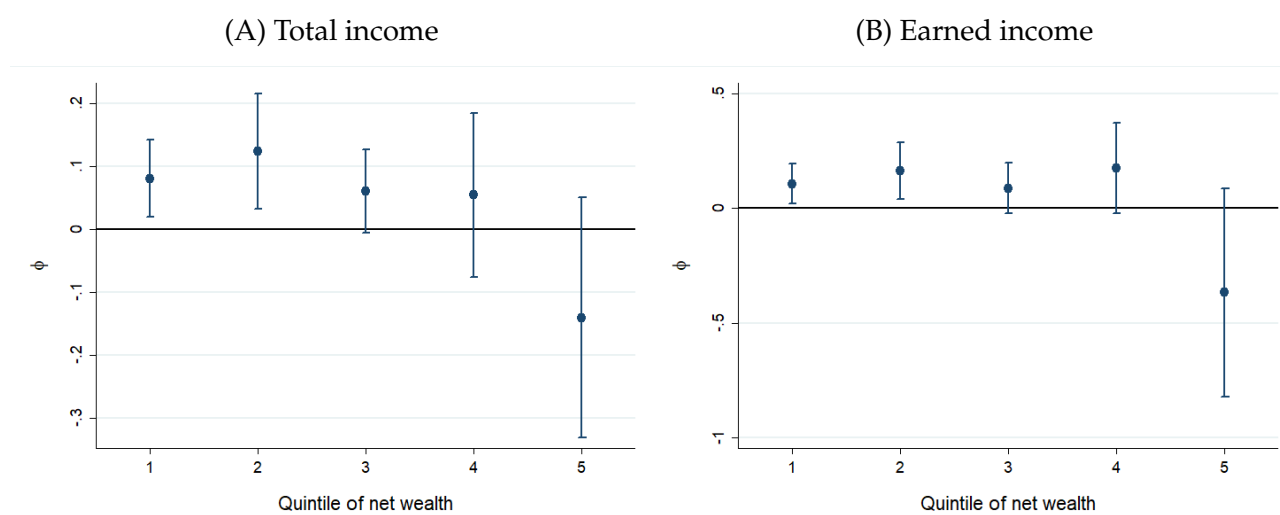 (A) Total income
.2
.1
0
-.1
-.2
-.3
ϕ
1 2 3 4 5
Quintile of net wealth
(B) Earned income
.5
0
-.5
-1
ϕ
1 2 3 4 5
Quintile of net wealth